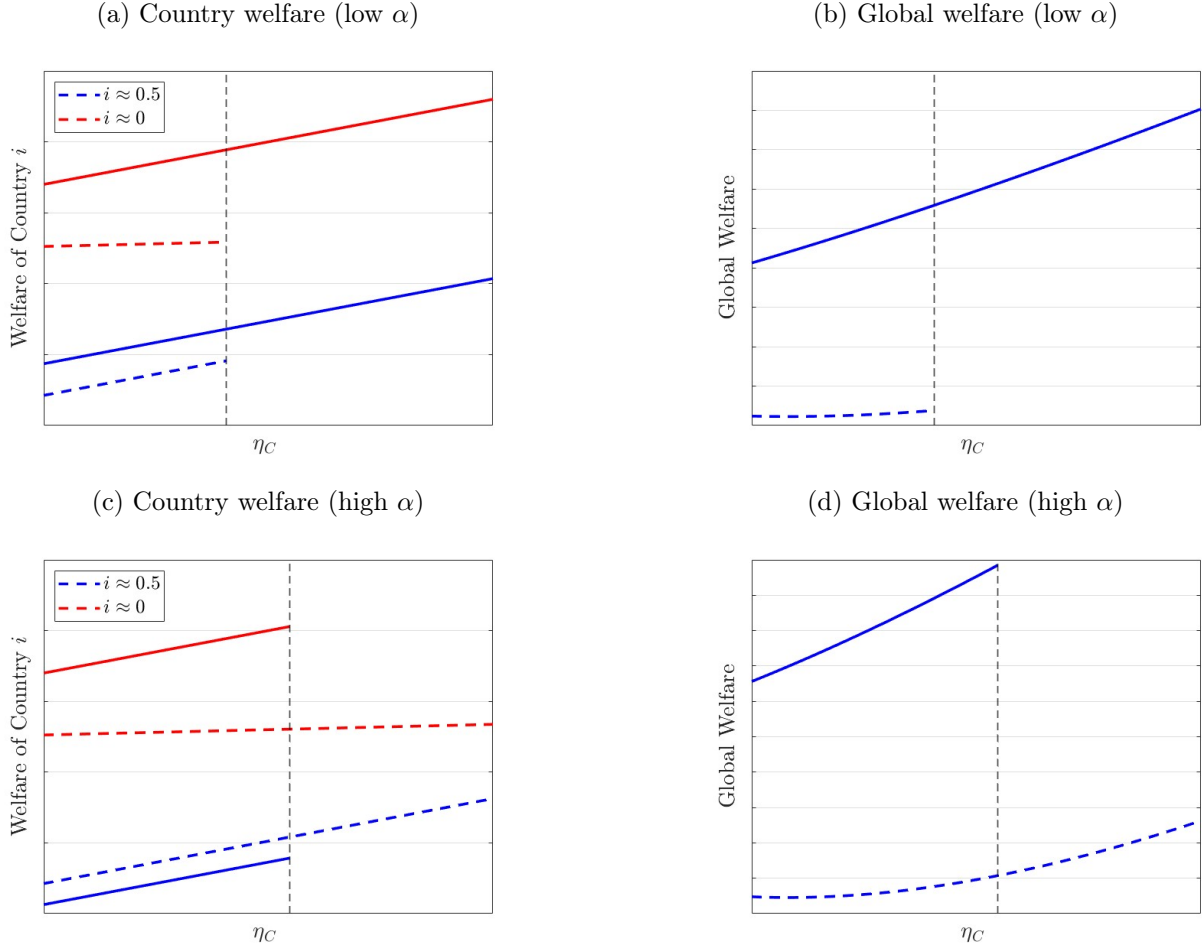 (a) Country welfare (low α)
(b) Global welfare (low α)
i ≈ 0.5
i ≈ 0
Welfare of Country i
η_C
Global Welfare
η_C
(c) Country welfare (high α)
(d) Global welfare (high α)
i ≈ 0.5
i ≈ 0
Welfare of Country i
η_C
Global Welfare
η_C